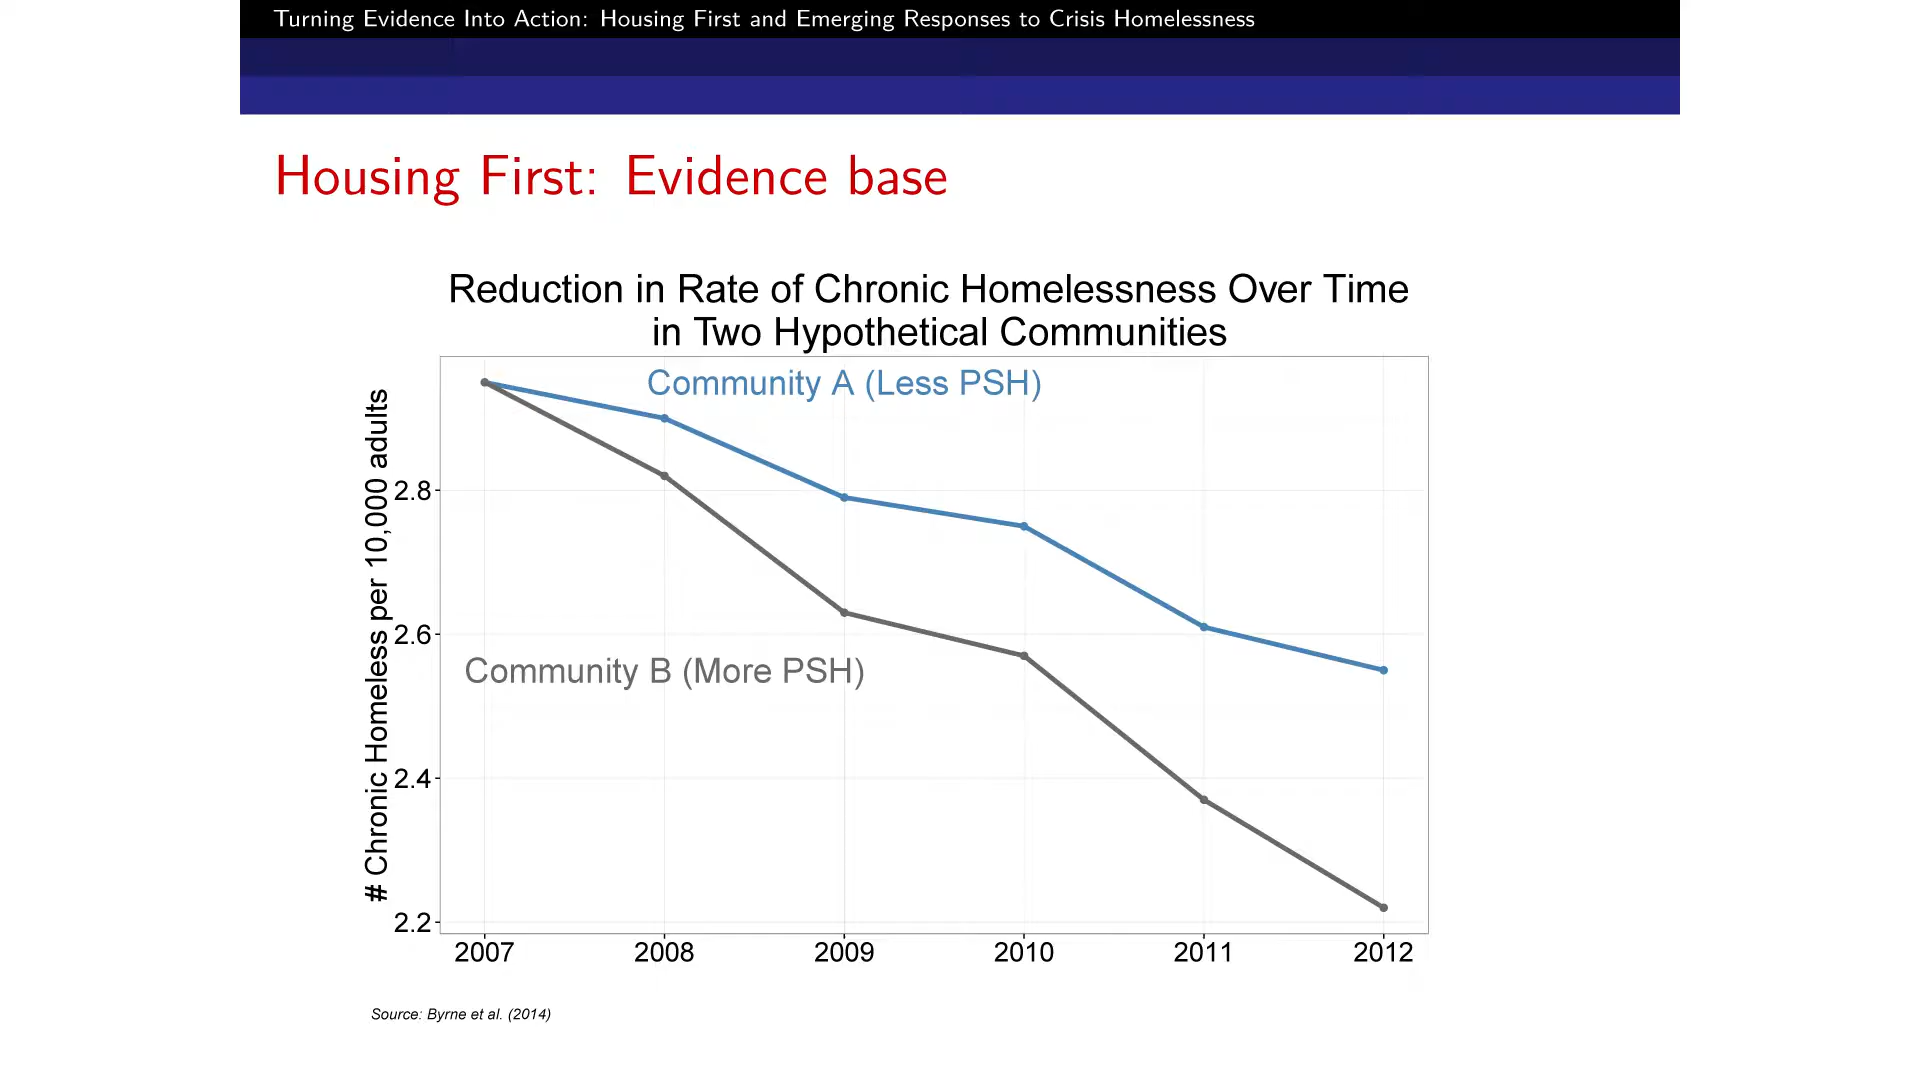 Turning Evidence Into Action: Housing First and Emerging Responses to Crisis Homelessness
Housing First: Evidence base
Reduction in Rate of Chronic Homelessness Over Time
in Two Hypothetical Communities
Community A (Less PSH)
Community B (More PSH)
# Chronic Homeless per 10,000 adults
2.8
2.6
2.4
2.2
2007 2008 2009 2010 2011 2012
Source: Byrne et al. (2014)